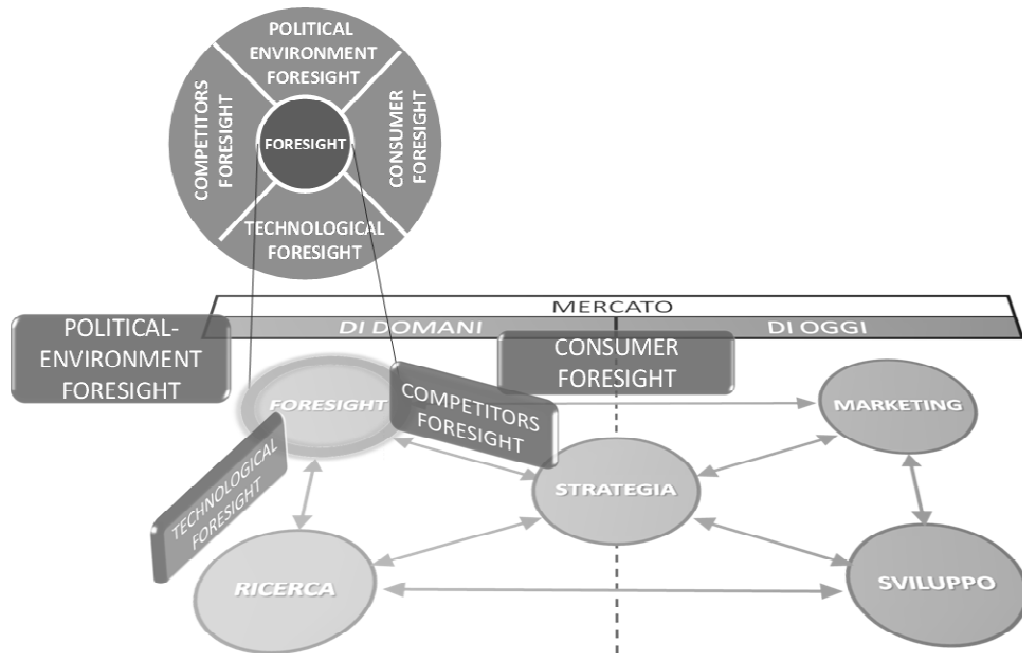 POLITICAL
ENVIRONMENT
FORESIGHT
COMPETITORS
FORESIGHT
FORESIGHT
CONSUMER
FORESIGHT
TECHNOLOGICAL
FORESIGHT
MERCATO
DI DOMANI
DI OGGI
POLITICAL-
ENVIRONMENT
FORESIGHT
CONSUMER
FORESIGHT
FORESIGHT
COMPETITORS
FORESIGHT
MARKETING
TECHNOLOGICAL
FORESIGHT
STRATEGIA
RICERCA
SVILUPPO